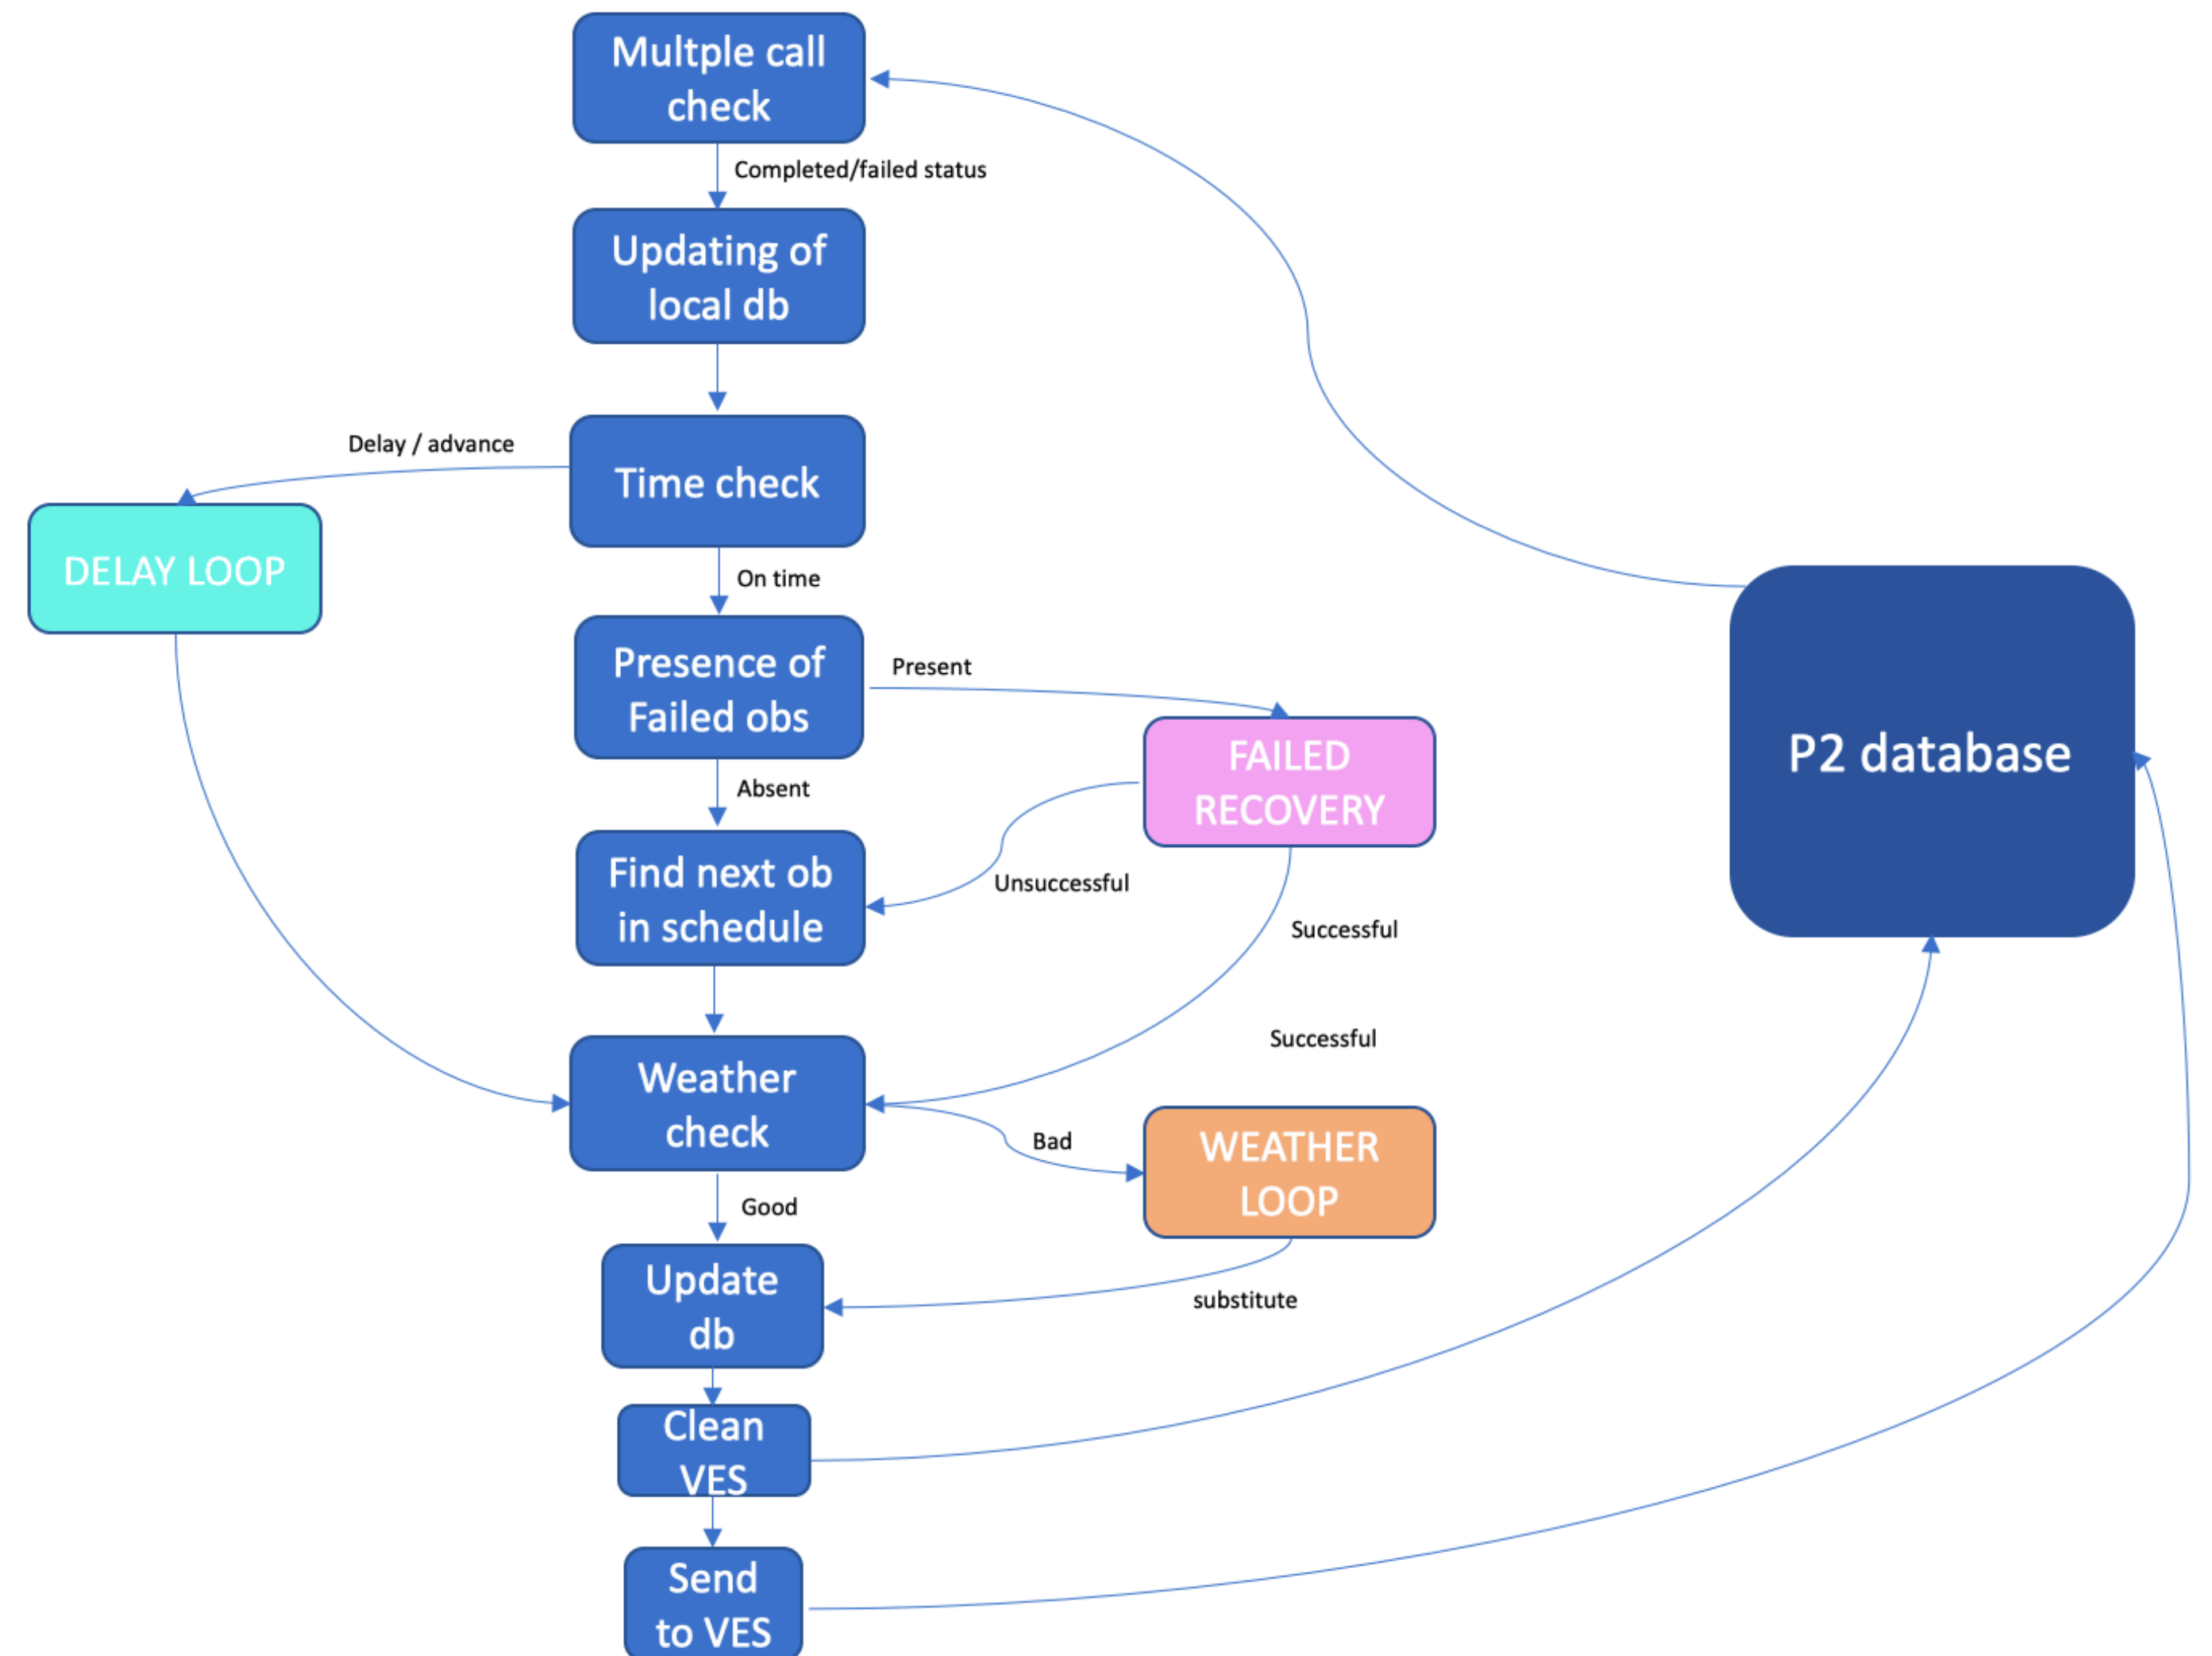 Multple call
check
Completed/failed status
Updating of
local db
Delay / advance
Time check
DELAY LOOP
On time
Presence of
Failed obs
Present
FAILED
RECOVERY
P2 database
Absent
Find next ob
in schedule
Unsuccessful
Successful
Successful
Weather
check
Bad
WEATHER
LOOP
Good
Update
db
substitute
Clean
VES
Send
to VES